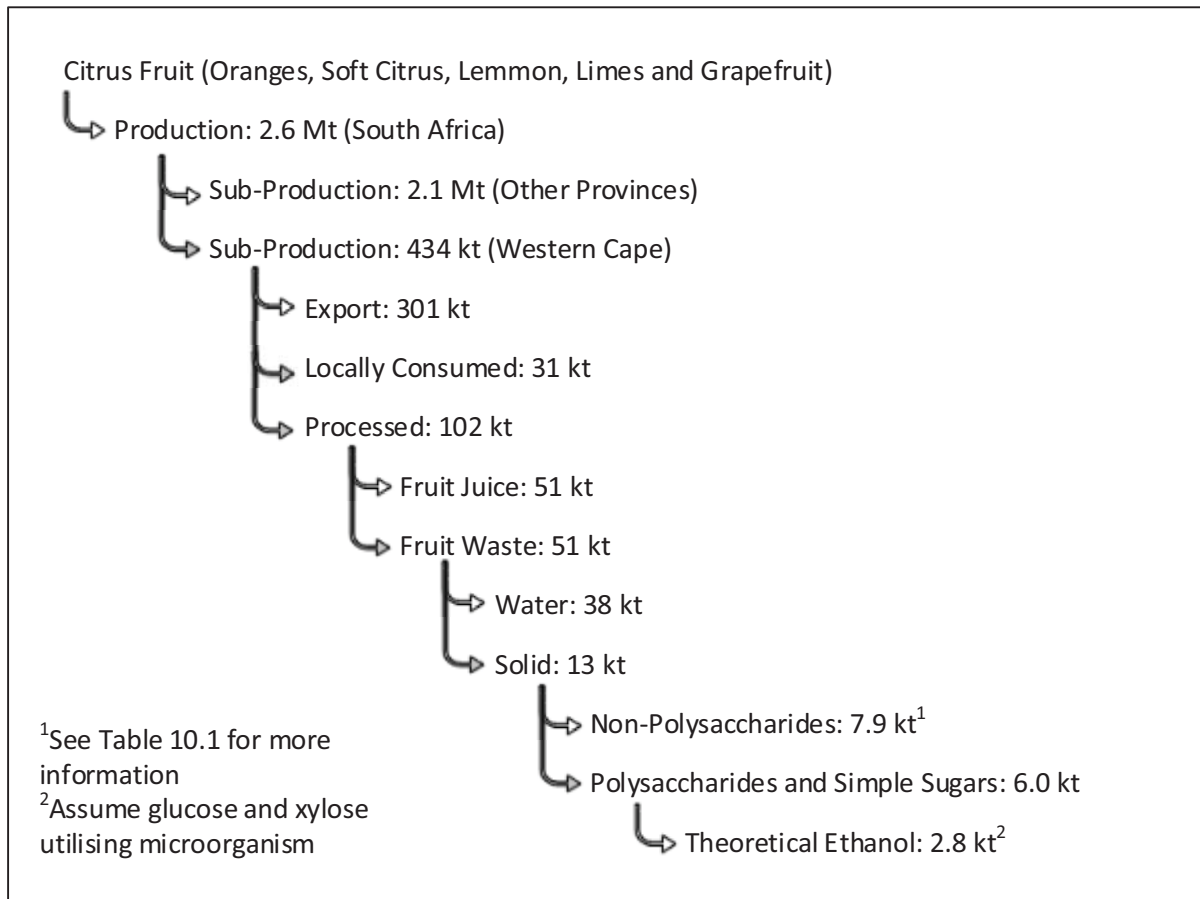 Citrus Fruit (Oranges, Soft Citrus, Lemmon, Limes and Grapefruit)
Production: 2.6 Mt (South Africa)
Sub-Production: 2.1 Mt (Other Provinces)
Sub-Production: 434 kt (Western Cape)
Export: 301 kt
Locally Consumed: 31 kt
Processed: 102 kt
Fruit Juice: 51 kt
Fruit Waste: 51 kt
Water: 38 kt
Solid: 13 kt
Non-Polysaccharides: 7.9 kt¹
Polysaccharides and Simple Sugars: 6.0 kt
Theoretical Ethanol: 2.8 kt²
¹See Table 10.1 for more
information
²Assume glucose and xylose
utilising microorganism